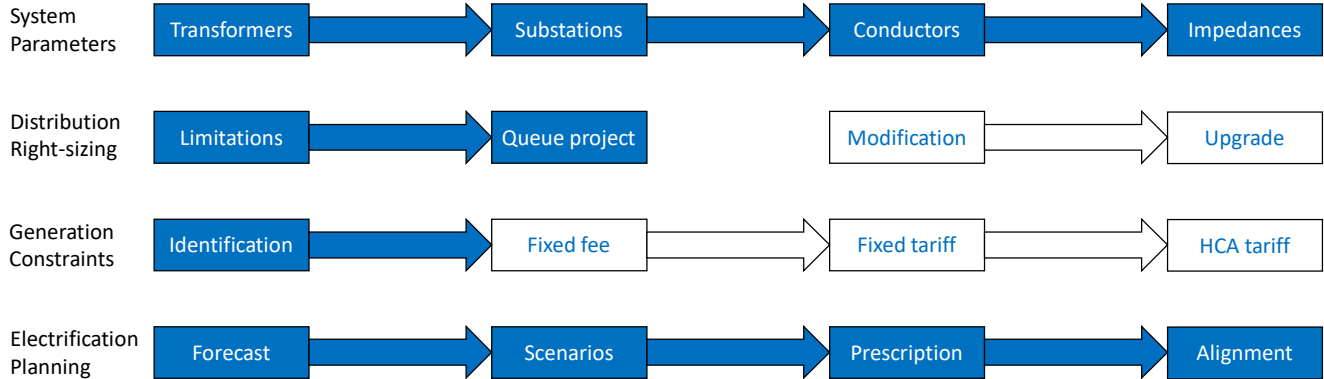 System
Parameters
Transformers
Substations
Conductors
Impedances
Distribution
Right-sizing
Limitations
Queue project
Modification
Upgrade
Generation
Constraints
Identification
Fixed fee
Fixed tariff
HCA tariff
Electrification
Planning
Forecast
Scenarios
Prescription
Alignment